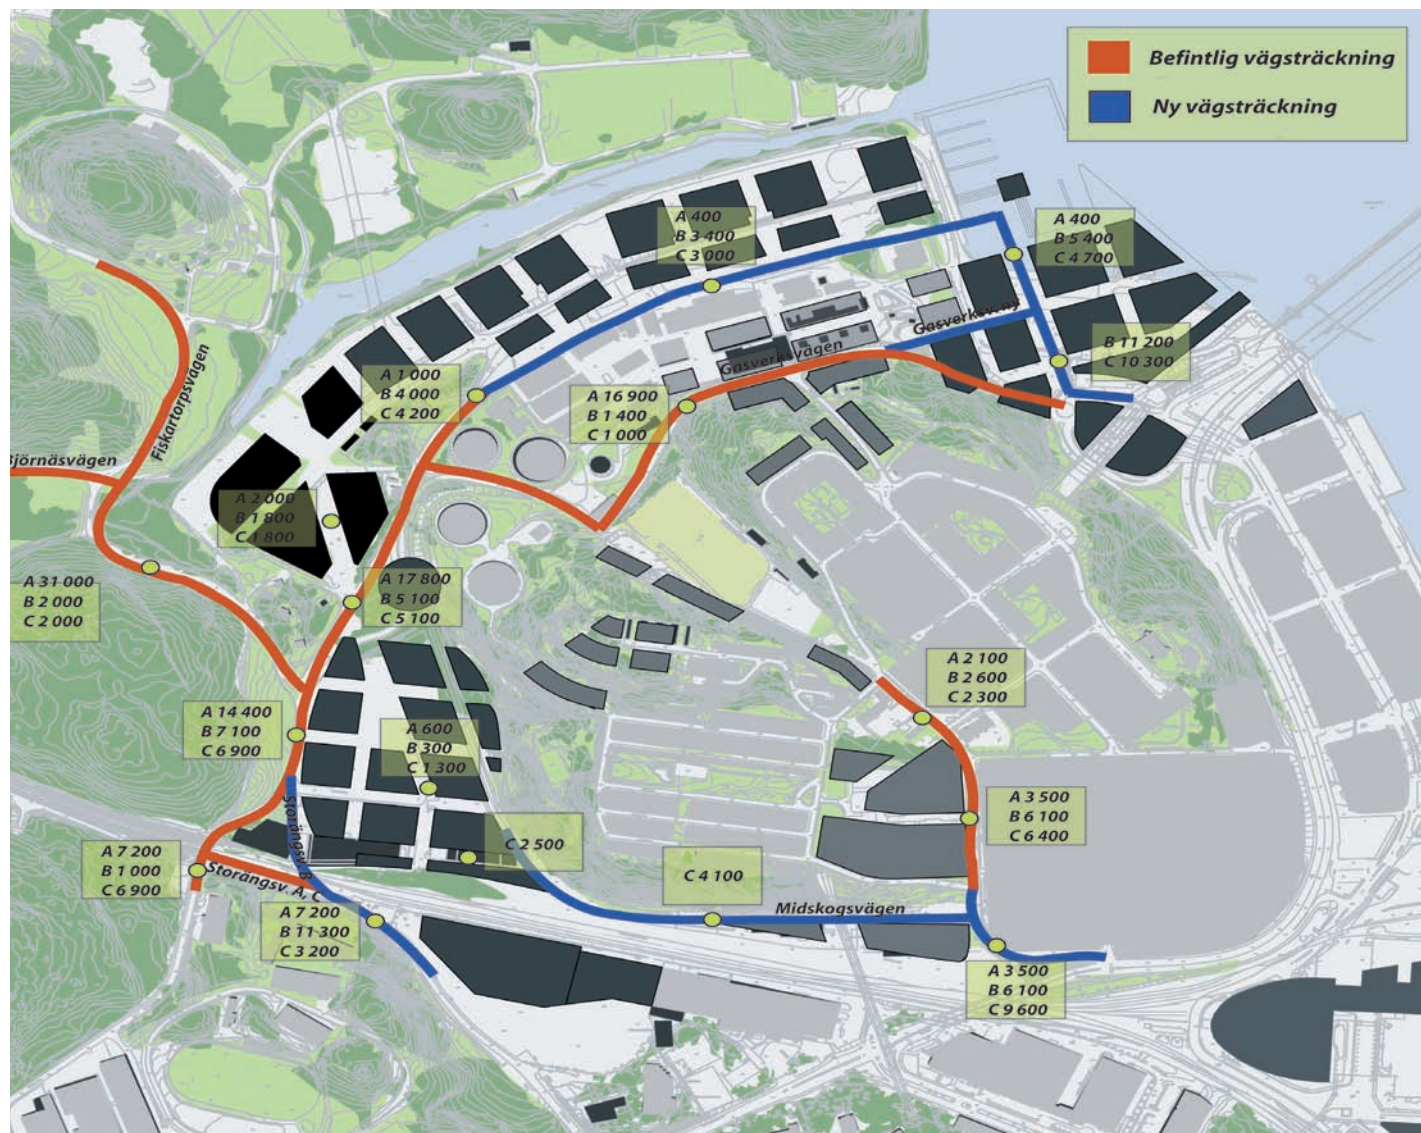 Befintlig vägsträckning
Ny vägsträckning
A 400
B 3 400
C 3 000
A 400
B 5 400
C 4 700
Gasverksv. ny
B 11 200
C 10 300
Gasverksvägen
A 1 000
B 4 000
C 4 200
A 16 900
B 1 400
C 1 000
Fiskartorpsvägen
Björnäsvägen
A 2 000
B 1 800
C 1 800
A 31 000
B 2 000
C 2 000
A 17 800
B 5 100
C 5 100
A 2 100
B 2 600
C 2 300
A 14 400
B 7 100
C 6 900
A 600
B 300
C 1 300
A 3 500
B 6 100
C 6 400
Storängsv. B
C 2 500
A 7 200
B 1 000
C 6 900
Storängsv. A, C
C 4 100
Midskogsvägen
A 7 200
B 11 300
C 3 200
A 3 500
B 6 100
C 9 600